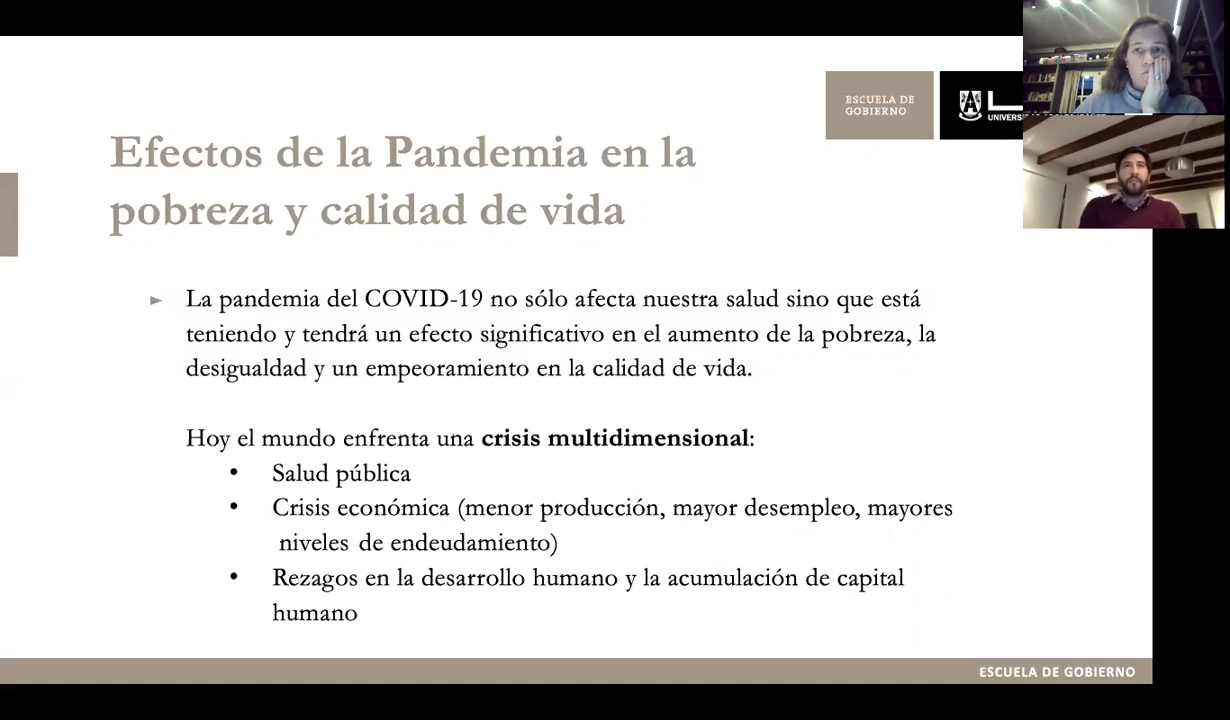 ESCUELA DE
GOBIERNO
Efectos de la Pandemia en la
pobreza y calidad de vida
La pandemia del COVID-19 no sólo afecta nuestra salud sino que está
teniendo y tendrá un efecto significativo en el aumento de la pobreza, la
desigualdad y un empeoramiento en la calidad de vida.
Hoy el mundo enfrenta una crisis multidimensional:
• Salud pública
• Crisis económica (menor producción, mayor desempleo, mayores
niveles de endeudamiento)
• Rezagos en la desarrollo humano y la acumulación de capital
humano
ESCUELA DE GOBIERNO